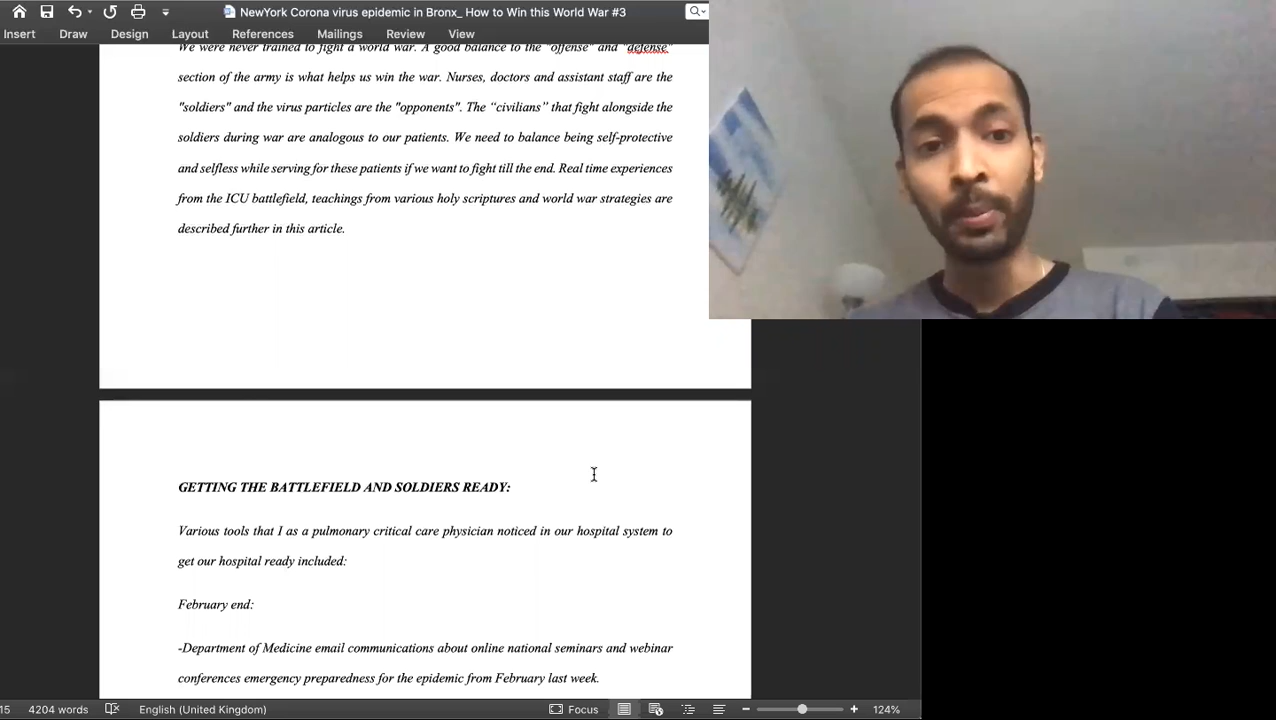 NewYork Corona virus epidemic in Bronx_ How to Win this World War #3
Insert Draw Design Layout References Mailings Review View
We were never trained to fight a world war. A good balance to the "offense" and "defense"
section of the army is what helps us win the war. Nurses, doctors and assistant staff are the
"soldiers" and the virus particles are the "opponents". The “civilians” that fight alongside the
soldiers during war are analogous to our patients. We need to balance being self-protective
and selfless while serving for these patients if we want to fight till the end. Real time experiences
from the ICU battlefield, teachings from various holy scriptures and world war strategies are
described further in this article.
GETTING THE BATTLEFIELD AND SOLDIERS READY:
Various tools that I as a pulmonary critical care physician noticed in our hospital system to
get our hospital ready included:
February end:
-Department of Medicine email communications about online national seminars and webinar
conferences emergency preparedness for the epidemic from February last week.
15 4204 words English (United Kingdom) Focus 124%